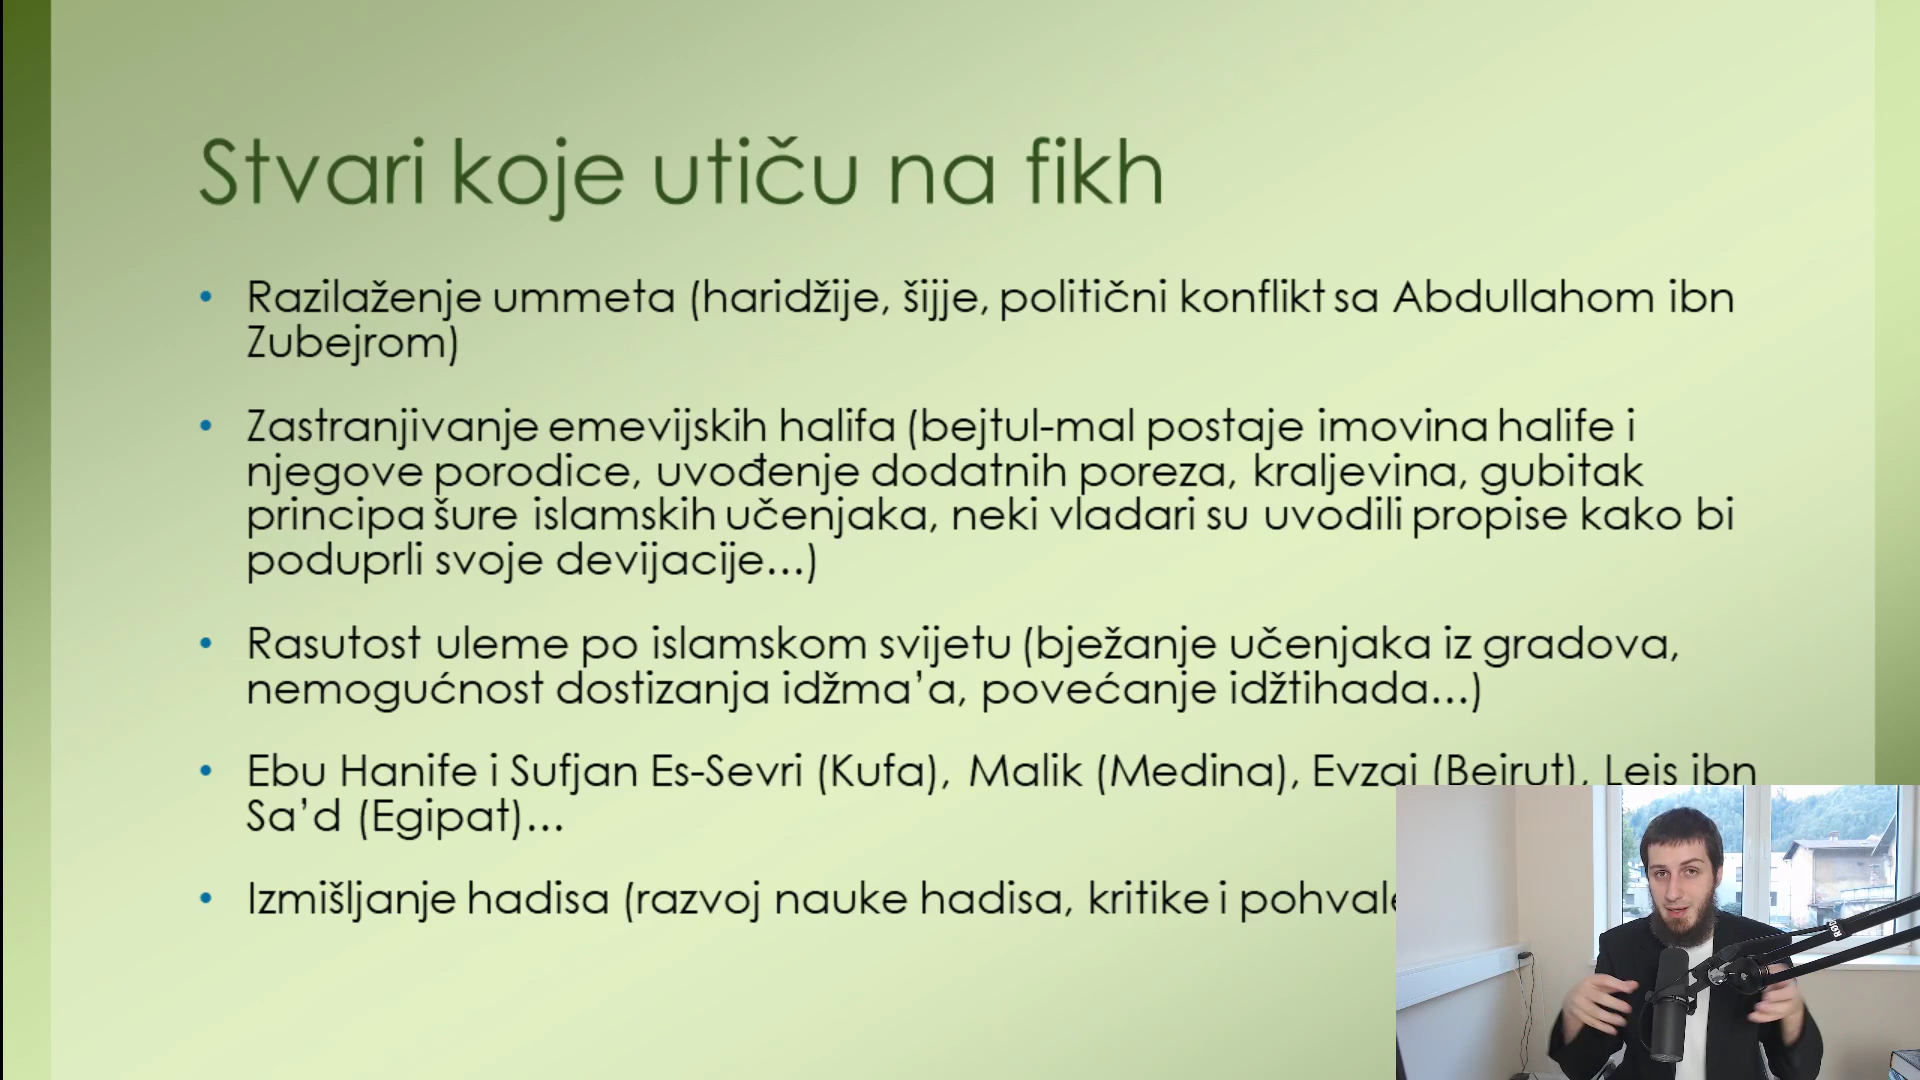 Stvari koje utiču na fikh
• Razilaženje ummeta (haridžije, šijje, politični konflikt sa Abdullahom ibn
Zubejrom)
• Zastranjivanje emevijskih halifa (bejtul-mal postaje imovina halife i
njegove porodice, uvođenje dodatnih poreza, kraljevina, gubitak
principa šure islamskih učenjaka, neki vladari su uvodili propise kako bi
poduprli svoje devijacije...)
• Rasutost uleme po islamskom svijetu (bježanje učenjaka iz gradova,
nemogućnost dostizanja idžma’a, povećanje idžtihada...)
• Ebu Hanife i Sufjan Es-Sevri (Kufa), Malik (Medina), Evzai (Bejrut), Lejs ibn
Sa’d (Egipat)...
• Izmišljanje hadisa (razvoj nauke hadisa, kritike i